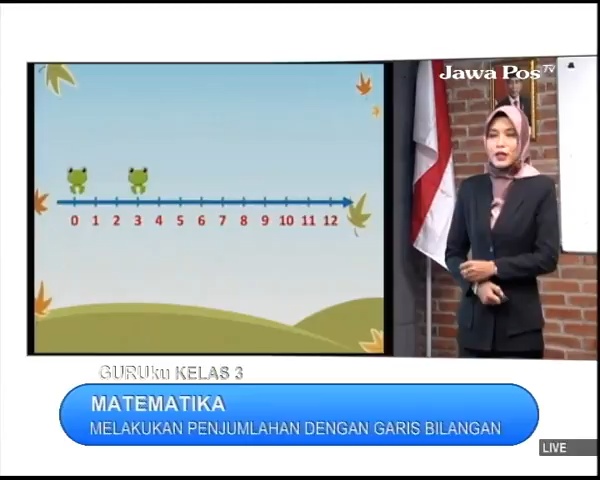 Jawa Pos TV
0 1 2 3 4 5 6 7 8 9 10 11 12
GURUku KELAS 3
MATEMATIKA
MELAKUKAN PENJUMLAHAN DENGAN GARIS BILANGAN
LIVE